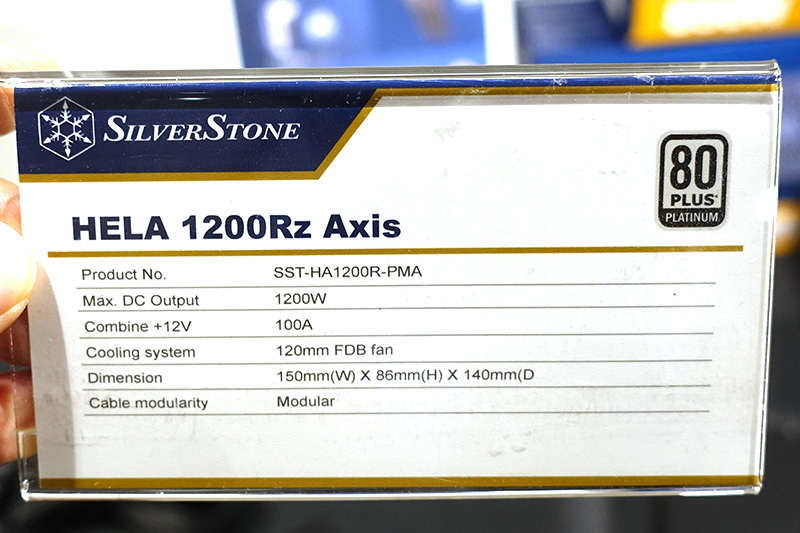 SILVERSTONE
80
PLUS
PLATINUM
HELA 1200Rz Axis
Product No. SST-HA1200R-PMA
Max. DC Output 1200W
Combine +12V 100A
Cooling system 120mm FDB fan
Dimension 150mm(W) X 86mm(H) X 140mm(D
Cable modularity Modular